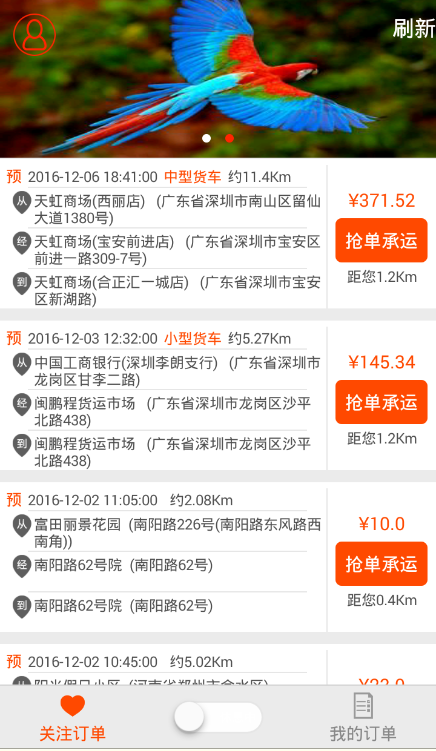 刷新
预 2016-12-06 18:41:00 中型货车 约11.4Km
从 天虹商场(西丽店) (广东省深圳市南山区留仙
大道1380号)
经 天虹商场(宝安前进店) (广东省深圳市宝安区
前进一路309-7号)
到 天虹商场(合正汇一城店) (广东省深圳市宝安
区新湖路)
¥371.52
抢单承运
距您1.2Km
预 2016-12-03 12:32:00 小型货车 约5.27Km
从 中国工商银行(深圳李朗支行) (广东省深圳市
龙岗区甘李二路)
经 闽鹏程货运市场 (广东省深圳市龙岗区沙平
北路438)
到 闽鹏程货运市场 (广东省深圳市龙岗区沙平
北路438)
¥145.34
抢单承运
距您1.2Km
预 2016-12-02 11:05:00 约2.08Km
从 富田丽景花园 (南阳路226号(南阳路东风路西
南角))
经 南阳路62号院 (南阳路62号)
到 南阳路62号院 (南阳路62号)
¥10.0
抢单承运
距您0.4Km
预 2016-12-02 10:45:00 约5.02Km
关注订单
我的订单